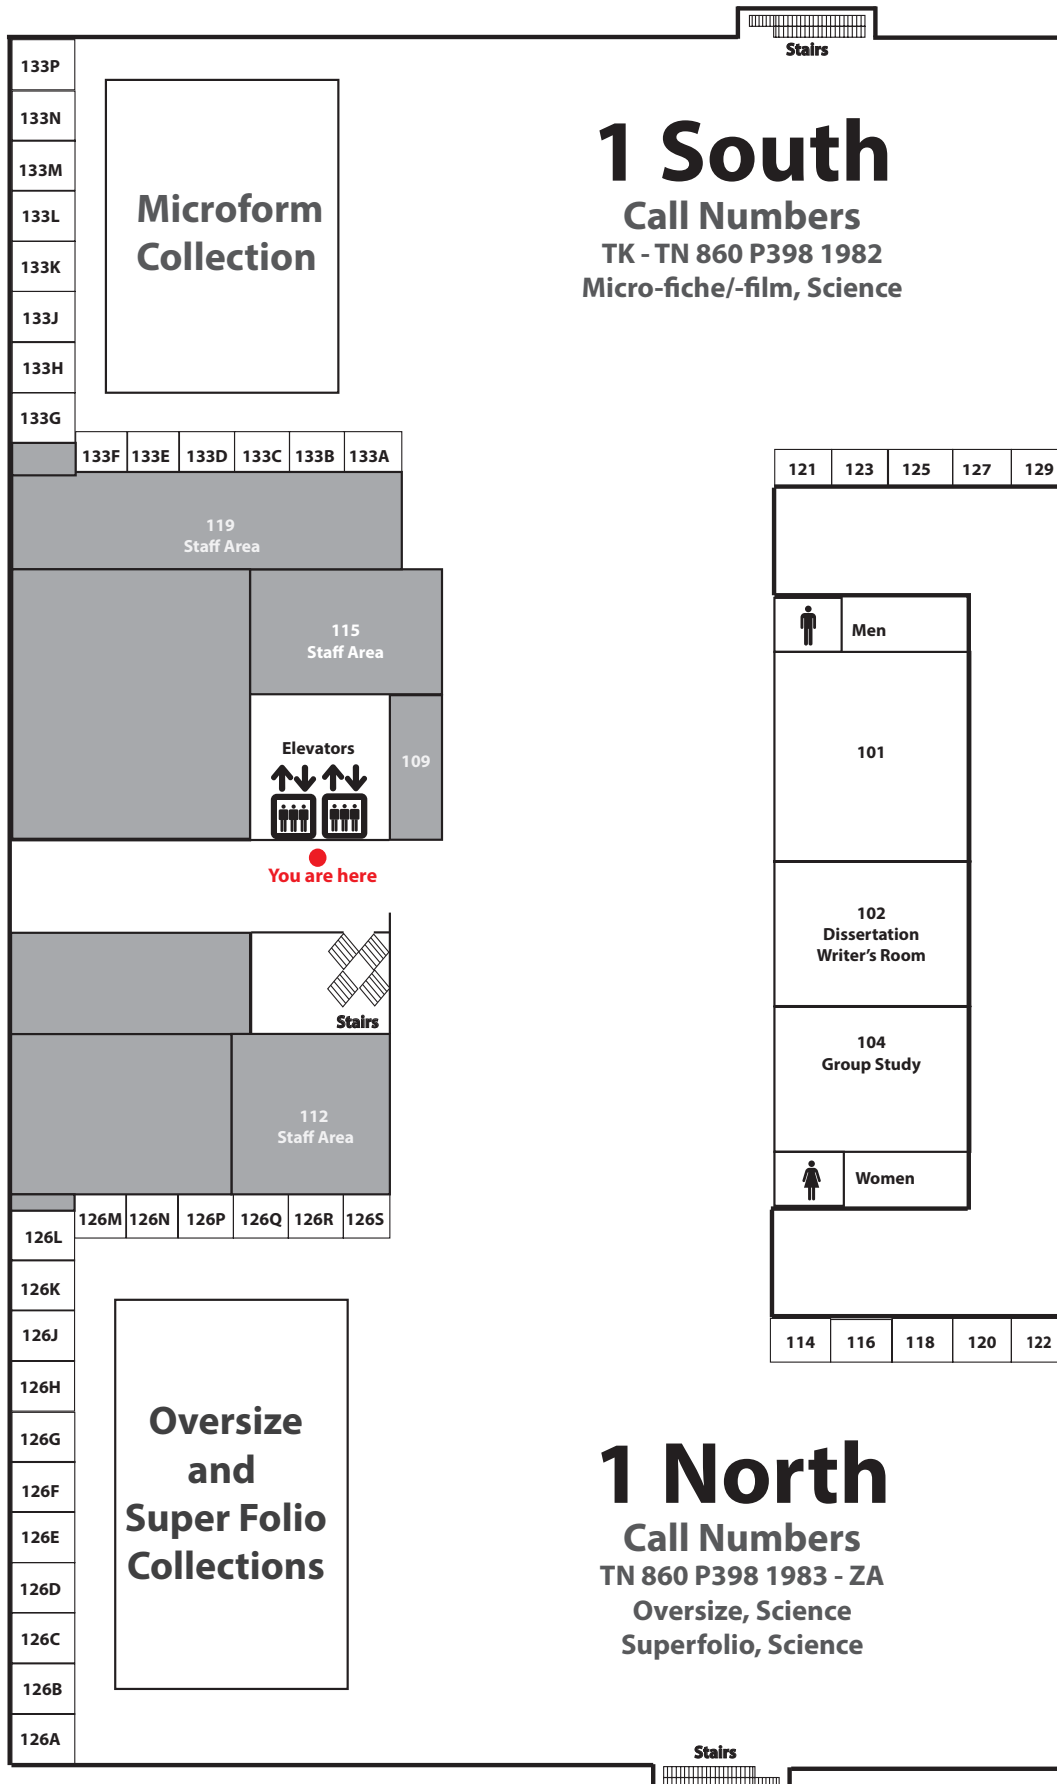 Stairs
133P
133N
133M
133L
133K
133J
133H
133G
Microform
Collection
1 South
Call Numbers
TK - TN 860 P398 1982
Micro-fiche/-film, Science
133F 133E 133D 133C 133B 133A
121 123 125 127 129
119
Staff Area
115
Staff Area
Men
Elevators
109
101
You are here
102
Dissertation
Writer's Room
Stairs
104
Group Study
112
Staff Area
Women
126M 126N 126P 126Q 126R 126S
126L
126K
126J
126H
126G
126F
126E
126D
126C
126B
126A
114 116 118 120 122
Oversize
and
Super Folio
Collections
1 North
Call Numbers
TN 860 P398 1983 - ZA
Oversize, Science
Superfolio, Science
Stairs